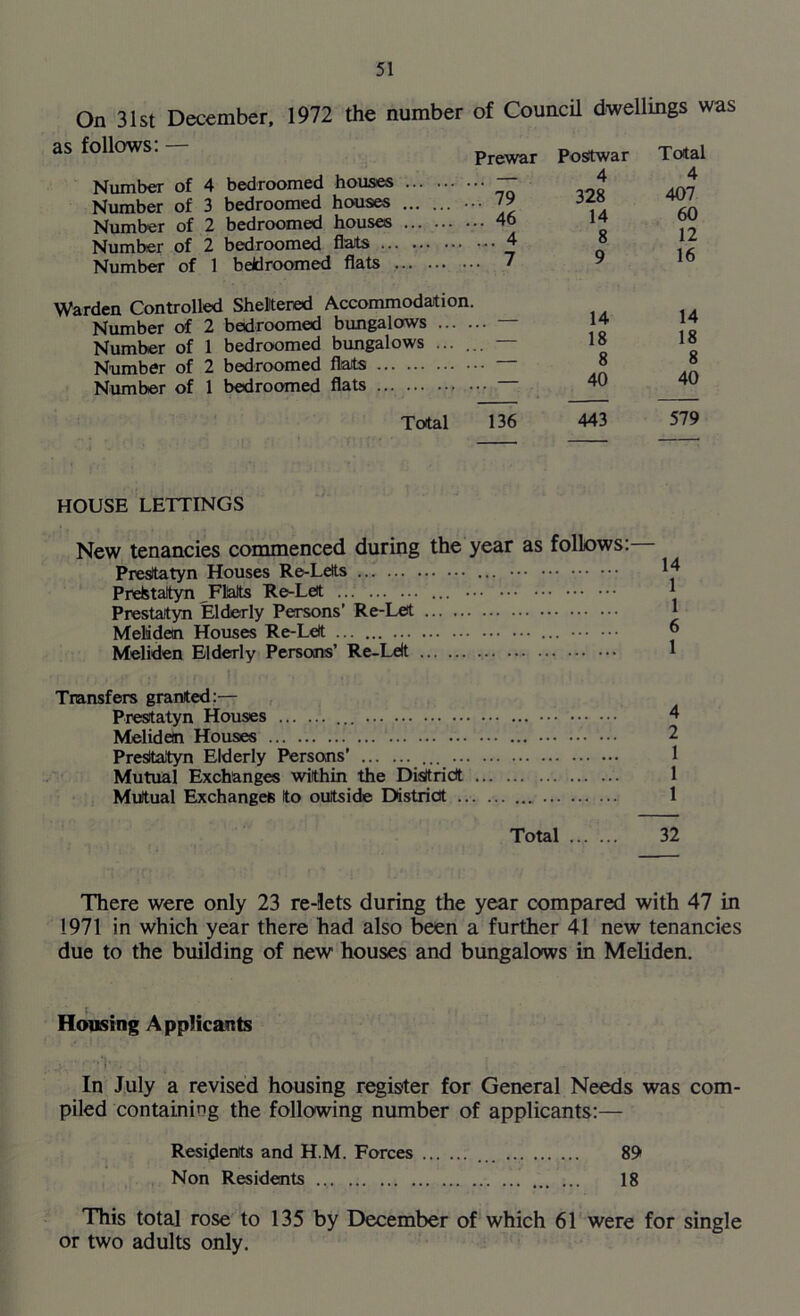 51
On 31st December, 1972 the number of Council dwellings was
as follows: —
Prewar Postwar Total
Number of 4 bedroomed houses ... ... ... — 4 4
Number of 3 bedroomed houses ... ... ... 79 328 407
Number of 2 bedroomed houses ... ... ... 46 14 60
Number of 2 bedroomed flats ... ... ... ... 4 8 12
Number of 1 bedroomed flats ... ... ... 7 9 16
Warden Controlled Sheltered Accommodation.
Number of 2 bedroomed bungalows ... ... — 14 14
Number of 1 bedroomed bungalows ... ... — 18 18
Number of 2 bedroomed flats ... ... ... ... — 8 8
Number of 1 bedroomed flats ... ... ... ... — 40 40
Total 136 443 579
HOUSE LETTINGS
New tenancies commenced during the year as follows:—
Prestatyn Houses Re-Lets ... ... ... ... ... ... ... ... ... ... 14
Prestatyn Flats Re-Let ... ... ... ... ... ... ... ... ... ... ... 1
Prestatyn Elderly Persons' Re-Let ... ... ... ... ... ... ... ... 1
Meliden Houses Re-Let ... ... ... ... ... ... ... ... ... ... ... 6
Meliden Elderly Persons' Re-Let ... ... ... ... ... ... ... ... 1
Transfers granted:—
Prestatyn Houses ... ... ... ... ... ... ... ... ... ... ... ... ... 4
Meliden Houses ... ... ... ... ... ... ... ... ... ... ... ... ... 2
Prestatyn Elderly Persons' ... ... ... ... ... ... ... ... ... ... 1
Mutual Exchanges within the District ... ... ... ... ... ... 1
Mutual Exchanges to outside District ... ... ... ... ... ... 1
Total ... ... 32
There were only 23 re-lets during the year compared with 47 in
1971 in which year there had also been a further 41 new tenancies
due to the building of new houses and bungalows in Meliden.
Housing Applicants
In July a revised housing register for General Needs was com-
piled containing the following number of applicants:—
Residents and H.M. Forces ... ... ... ... ... ... 89
Non Residents ... ... ... ... ... ... ... ... ... ... 18
This total rose to 135 by December of which 61 were for single
or two adults only.